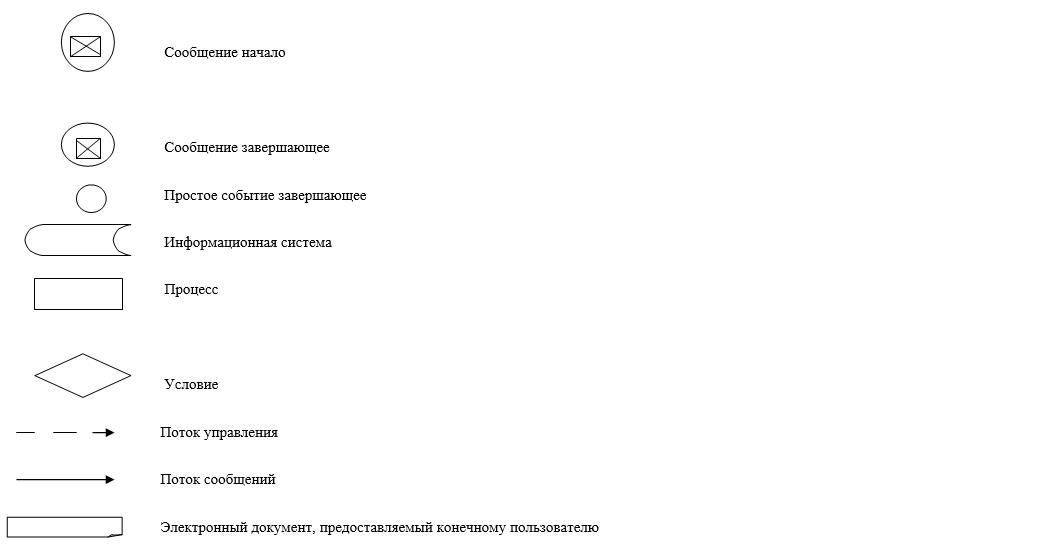 Сообщение начало
Сообщение завершающее
Простое событие завершающее
Информационная система
Процесс
Условие
Поток управления
Поток сообщений
Электронный документ, предоставляемый конечному пользователю